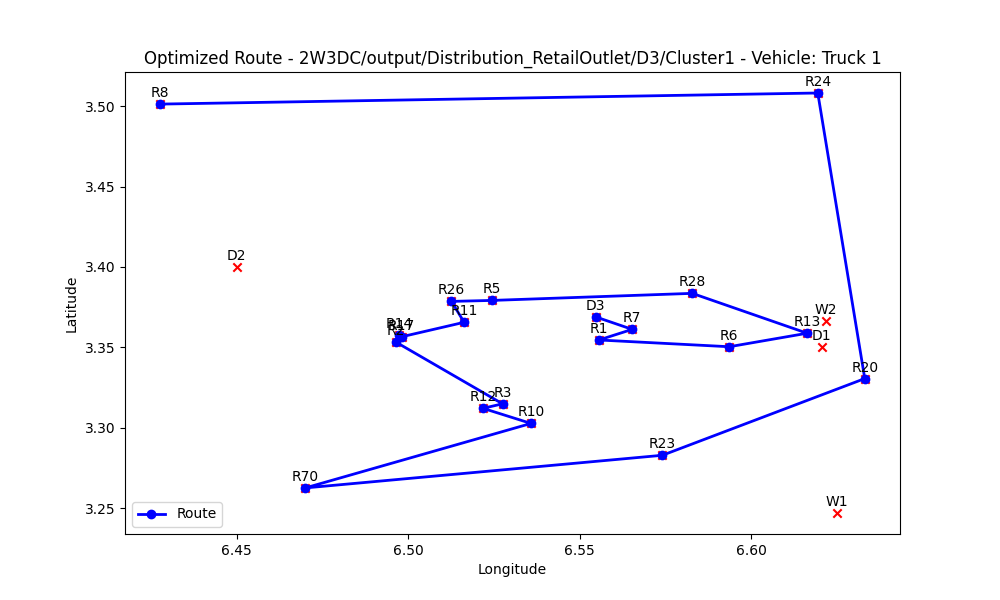 Optimized Route - 2W3DC/output/Distribution_RetailOutlet/D3/Cluster1 - Vehicle: Truck 1
R8
R24
3.50
3.45
3.40
3.35
3.30
3.25
Latitude
D2
R26
R5
R28
D3
R11
R7
W2
R13
R1
R6
D1
R14
R20
R12
R3
R10
R23
R70
W1
Route
6.45
6.50
6.55
6.60
Longitude